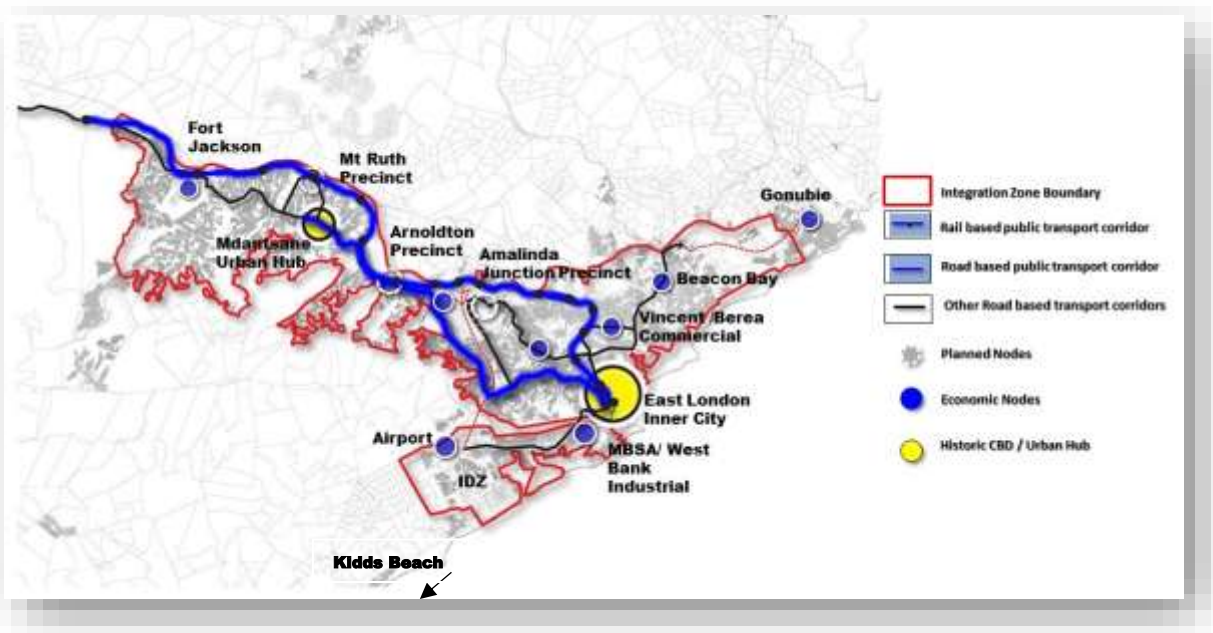 Fort
Jackson
Mt Ruth
Precinct
Gonubie
Arnoldton
Precinct
Mdantsane
Urban Hub
Amalinda
Junction Precinct
Beacon Bay
Vincent /Berea
Commercial
East London
Inner City
Airport
MBSA/ West
Bank
Industrial
IDZ
Kidds Beach
Integration Zone Boundary
Rail based public transport corridor
Road based public transport corridor
Other Road based transport corridors
Planned Nodes
Economic Nodes
Historic CBD / Urban Hub